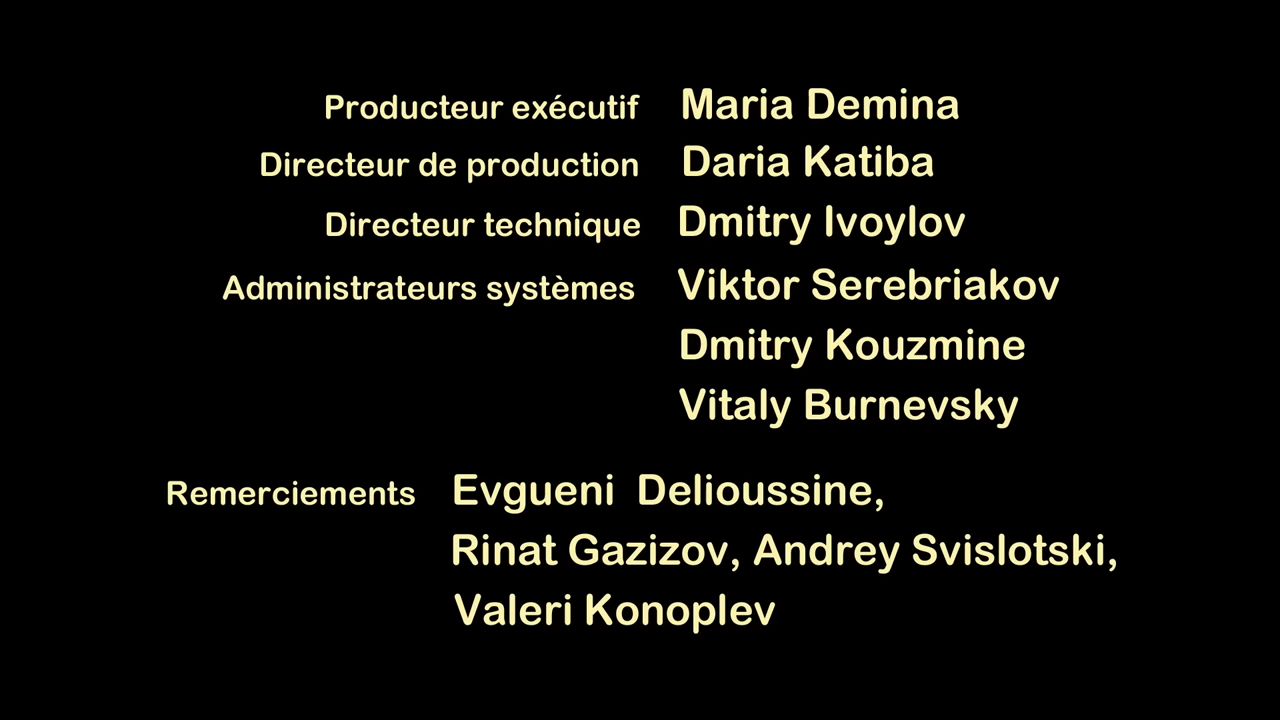 Producteur exécutif Maria Demina
Directeur de production Daria Katiba
Directeur technique Dmitry Ivoylov
Administrateurs systèmes Viktor Serebriakov
Dmitry Kouzmine
Vitaly Burnevsky
Remerciements Evgueni Delioussine,
Rinat Gazizov, Andrey Svislotski,
Valeri Konoplev